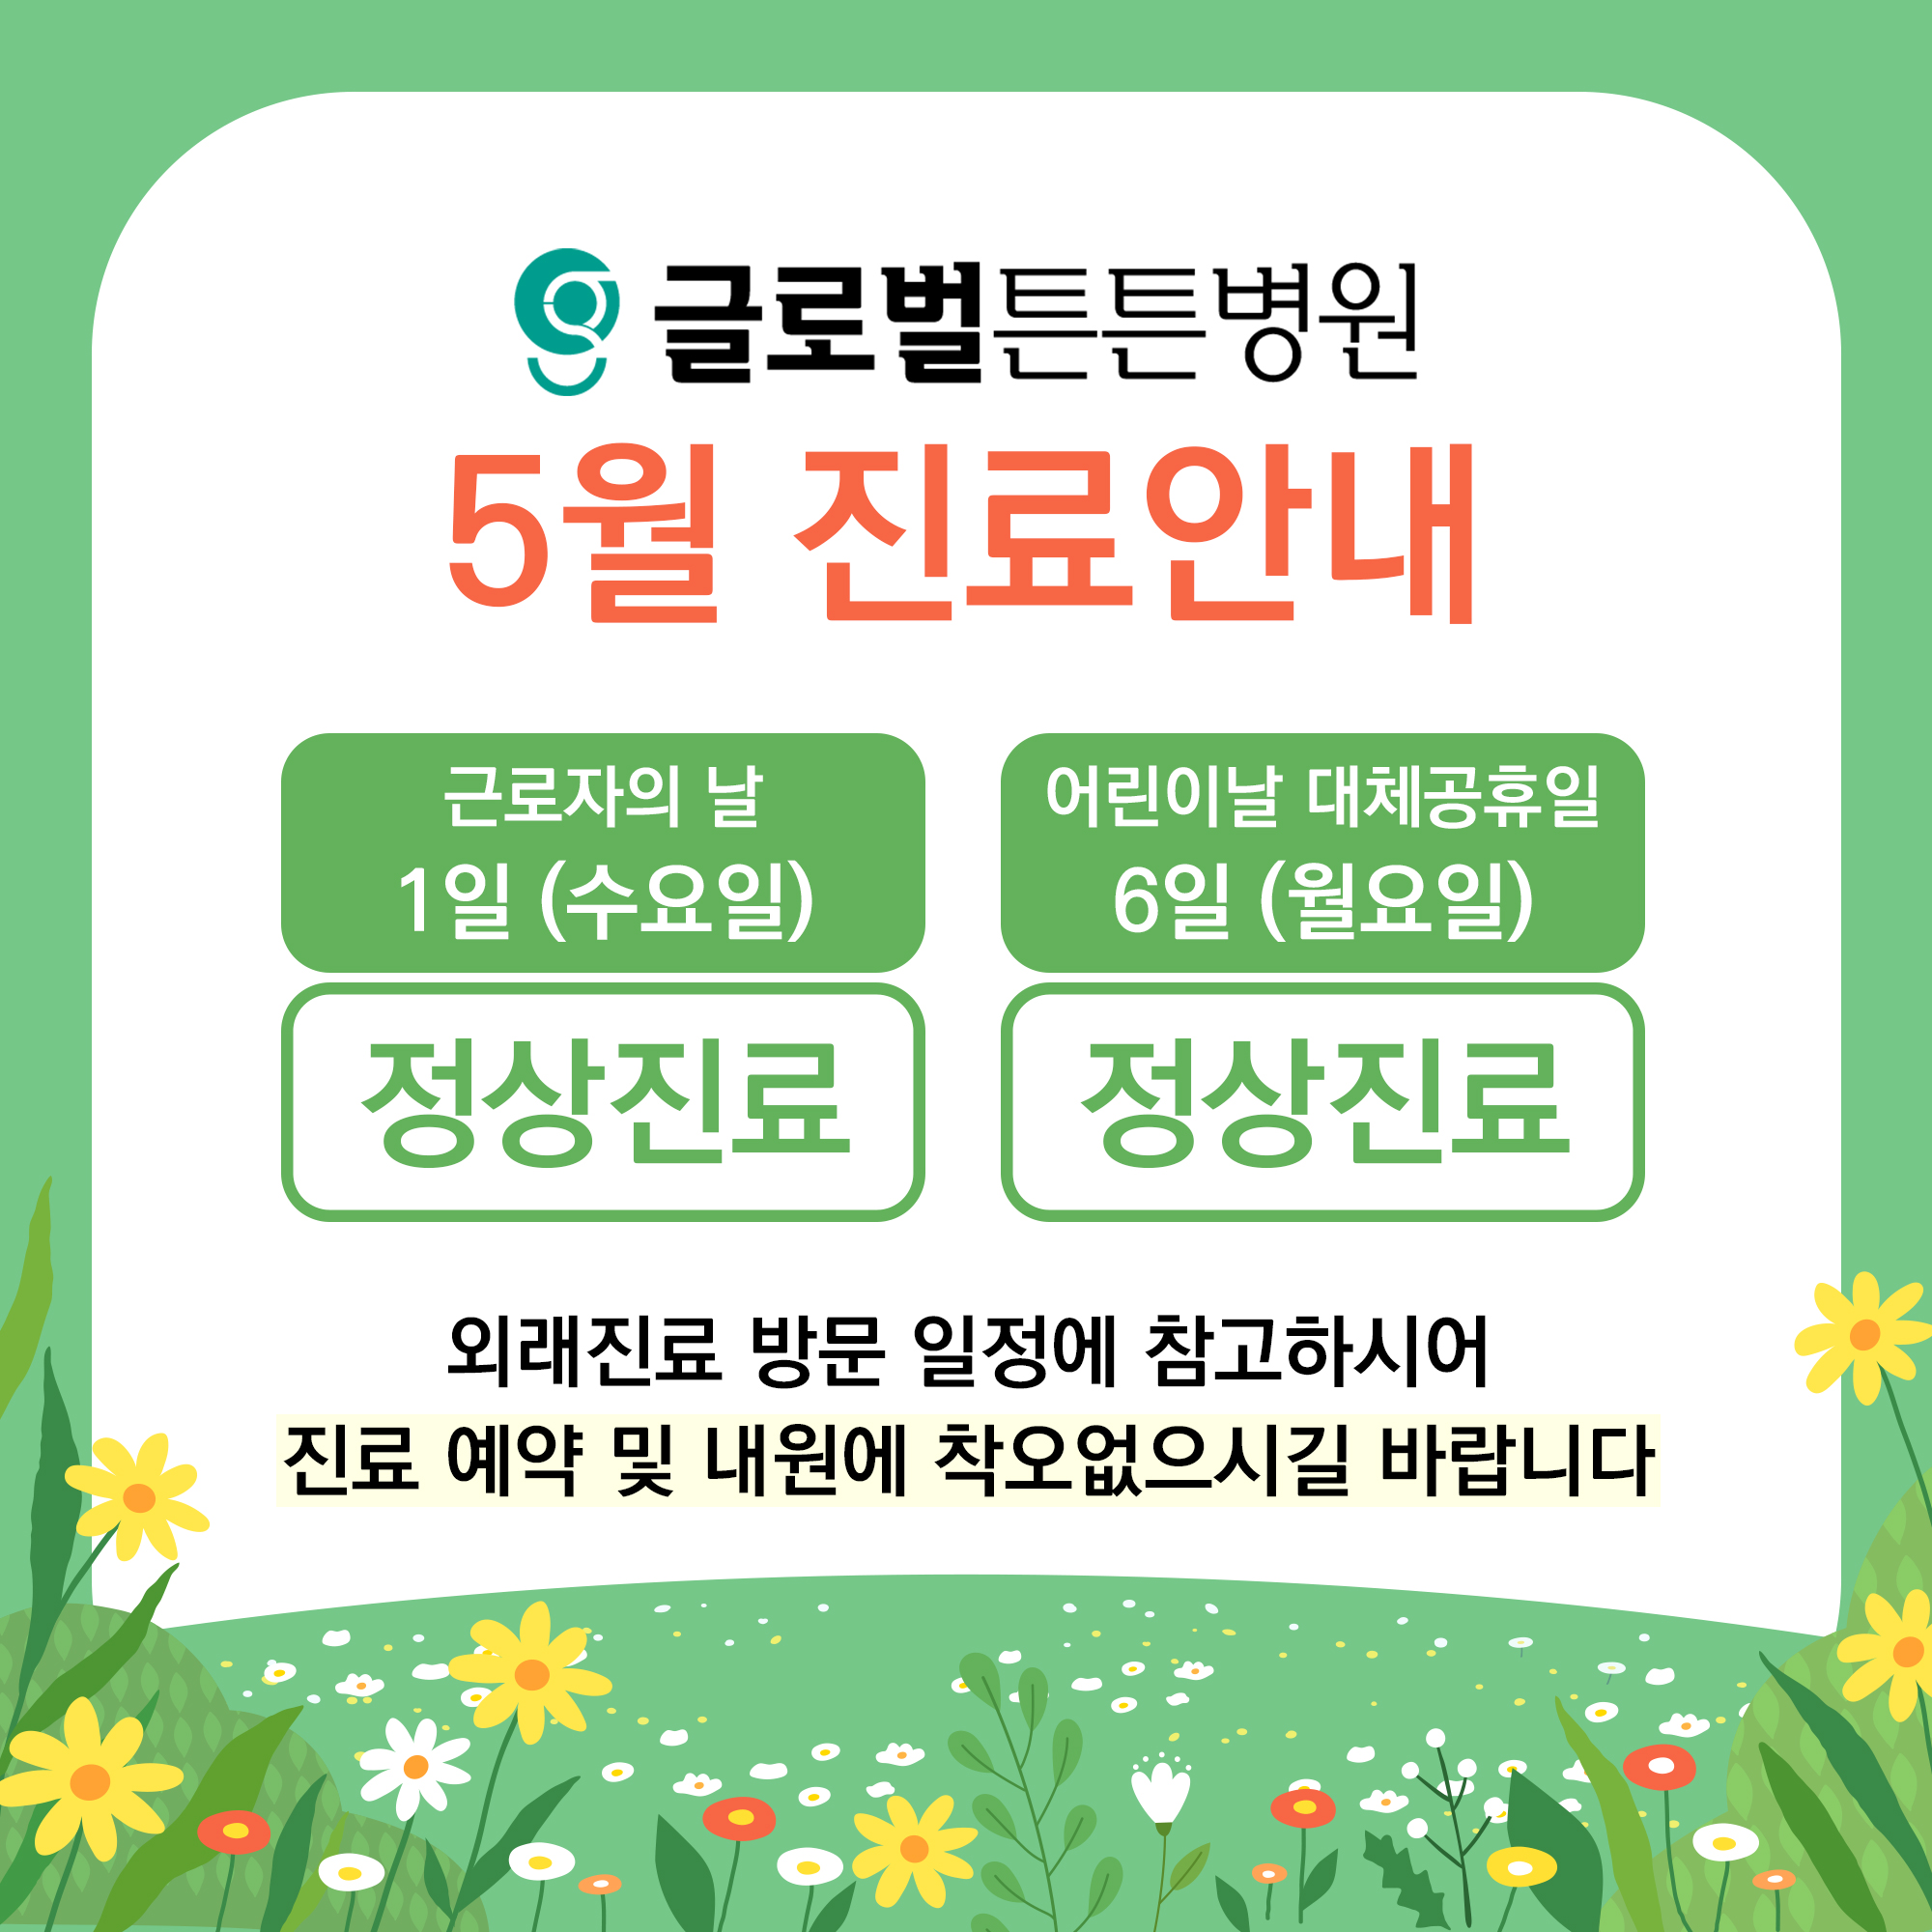 글로벌튼튼병원
5월 진료안내
근로자의 날
1일 (수요일)
정상진료
어린이날 대체공휴일
6일 (월요일)
정상진료
외래진료 방문 일정에 참고하시어
진료 예약 및 내원에 착오없으시길 바랍니다